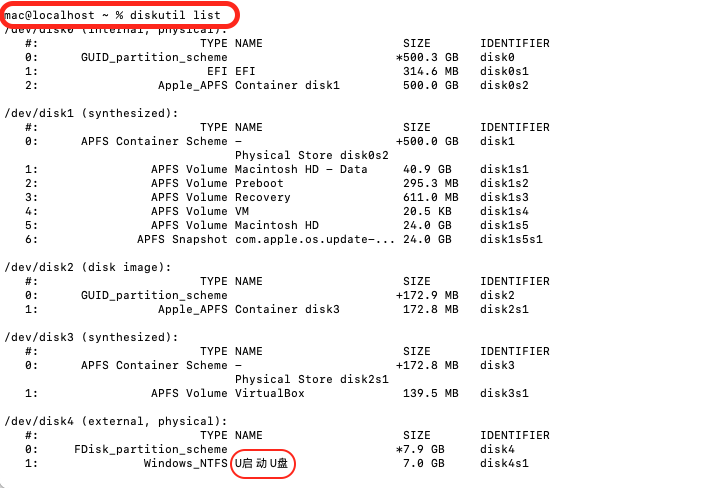 mac@localhost ~ % diskutil list
/dev/disk0 (internal, physical):
#: TYPE NAME SIZE IDENTIFIER
0: GUID_partition_scheme *500.3 GB disk0
1: EFI EFI 314.6 MB disk0s1
2: Apple_APFS Container disk1 500.0 GB disk0s2
/dev/disk1 (synthesized):
#: TYPE NAME SIZE IDENTIFIER
0: APFS Container Scheme - +500.0 GB disk1
Physical Store disk0s2
1: APFS Volume Macintosh HD - Data 40.9 GB disk1s1
2: APFS Volume Preboot 295.3 MB disk1s2
3: APFS Volume Recovery 611.0 MB disk1s3
4: APFS Volume VM 20.5 KB disk1s4
5: APFS Volume Macintosh HD 24.0 GB disk1s5
6: APFS Snapshot com.apple.os.update-... 24.0 GB disk1s5s1
/dev/disk2 (disk image):
#: TYPE NAME SIZE IDENTIFIER
0: GUID_partition_scheme +172.9 MB disk2
1: Apple_APFS Container disk3 172.8 MB disk2s1
/dev/disk3 (synthesized):
#: TYPE NAME SIZE IDENTIFIER
0: APFS Container Scheme - +172.8 MB disk3
Physical Store disk2s1
1: APFS Volume VirtualBox 139.5 MB disk3s1
/dev/disk4 (external, physical):
#: TYPE NAME SIZE IDENTIFIER
0: FDisk_partition_scheme *7.9 GB disk4
1: Windows_NTFS U启动U盘 7.0 GB disk4s1